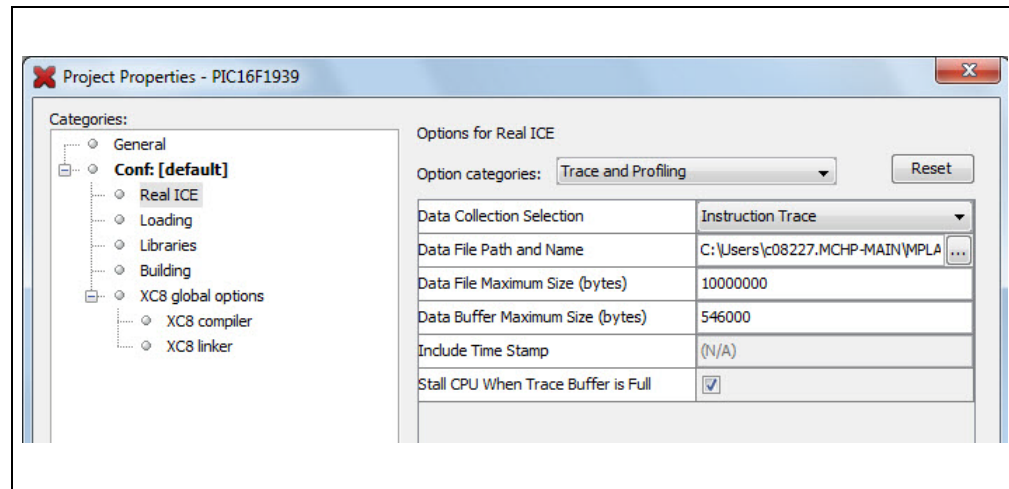 Project Properties - PIC16F1939
Categories:
General
Conf: [default]
Real ICE
Loading
Libraries
Building
XC8 global options
XC8 compiler
XC8 linker
Options for Real ICE
Option categories: Trace and Profiling Reset
Data Collection Selection Instruction Trace
Data File Path and Name C:\Users\c08227.MCHP-MAIN\MPLA ...
Data File Maximum Size (bytes) 10000000
Data Buffer Maximum Size (bytes) 546000
Include Time Stamp (N/A)
Stall CPU When Trace Buffer is Full